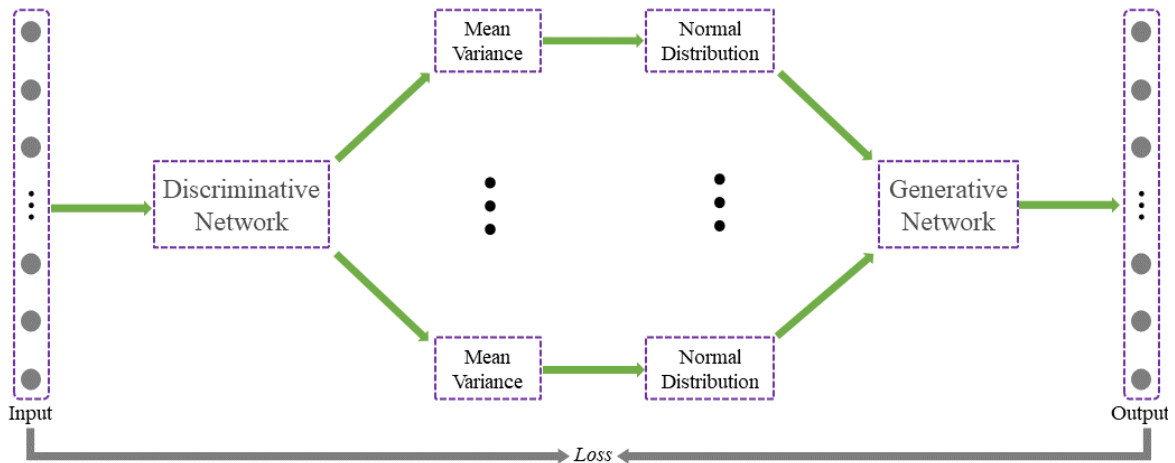 Mean
Variance
Normal
Distribution
Discriminative
Network
Generative
Network
Mean
Variance
Normal
Distribution
Input
Output
Loss